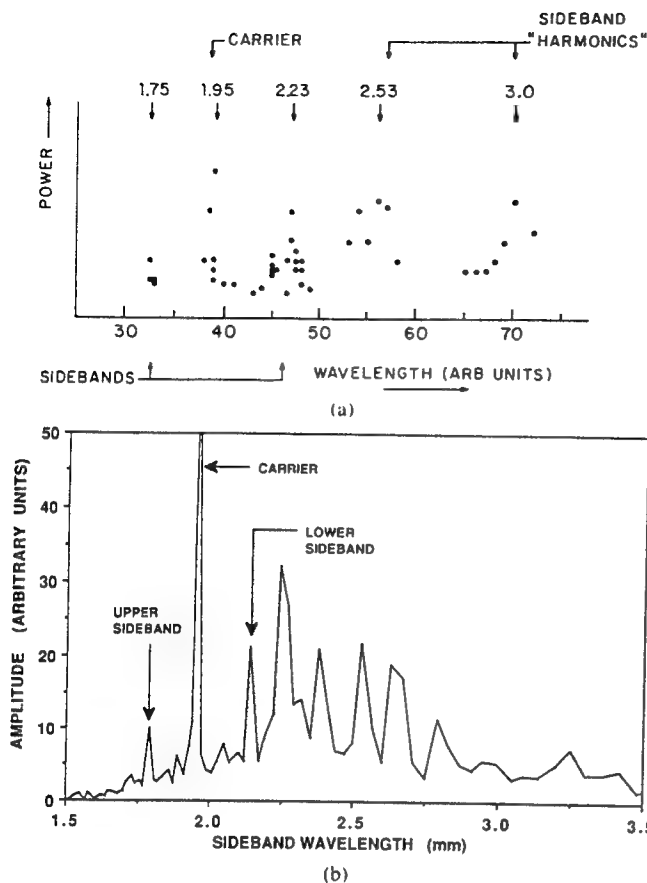 SIDEBAND
CARRIER "HARMONICS"
1.75 1.95 2.23 2.53 3.0
POWER
30 40 50 60 70
SIDEBANDS WAVELENGTH (ARB UNITS)
(a)
50
40
30
20
10
0
AMPLITUDE (ARBITRARY UNITS)
CARRIER
LOWER
SIDEBAND
UPPER
SIDEBAND
1.5 2.0 2.5 3.0 3.5
SIDEBAND WAVELENGTH (mm)
(b)